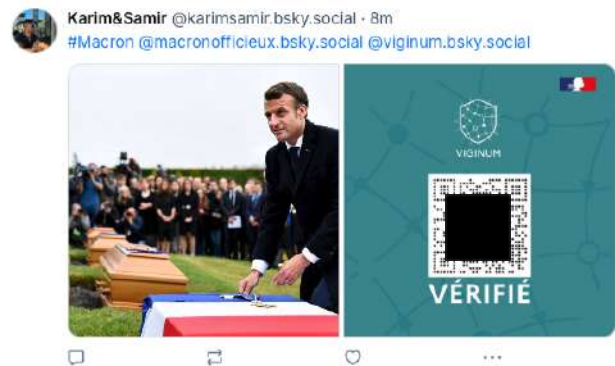 Karim&Samir @karimsamir.bsky.social · 8m
#Macron @macronofficieux.bsky.social @viginum.bsky.social
VIGINUM
VÉRIFIÉ